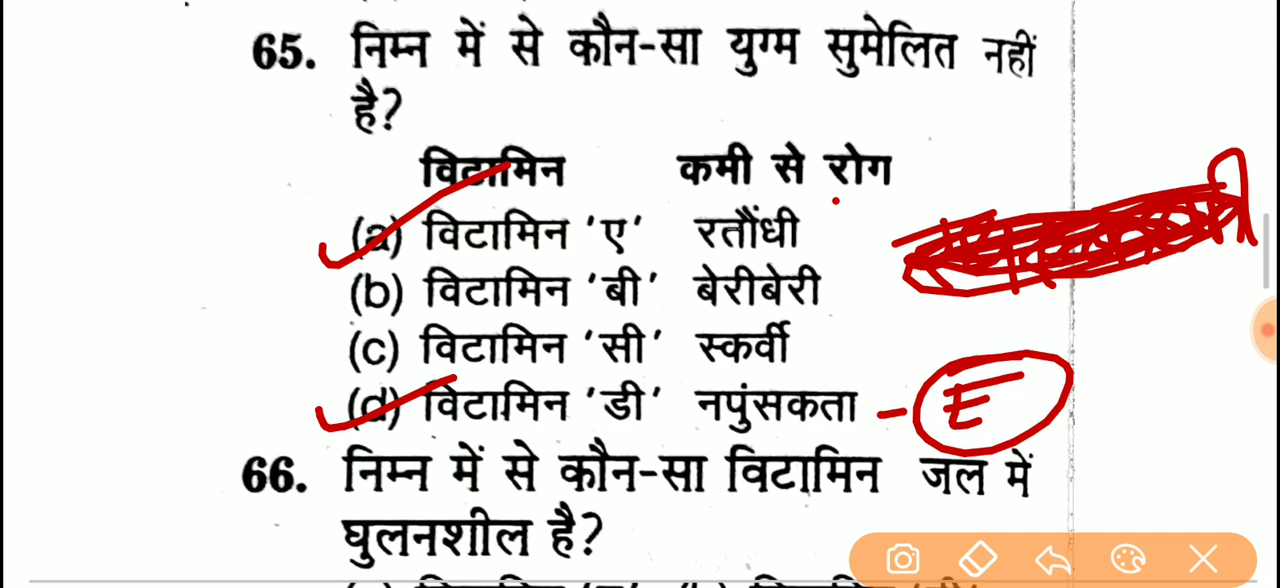 65. निम्न में से कौन-सा युग्म सुमेलित नहीं
है?
विटामिन कमी से रोग
(a) विटामिन 'ए' रतौंधी
(b) विटामिन 'बी' बेरीबेरी
(c) विटामिन 'सी' स्कर्वी
(d) विटामिन 'डी' नपुंसकता - E
66. निम्न में से कौन-सा विटामिन जल में
घुलनशील है?